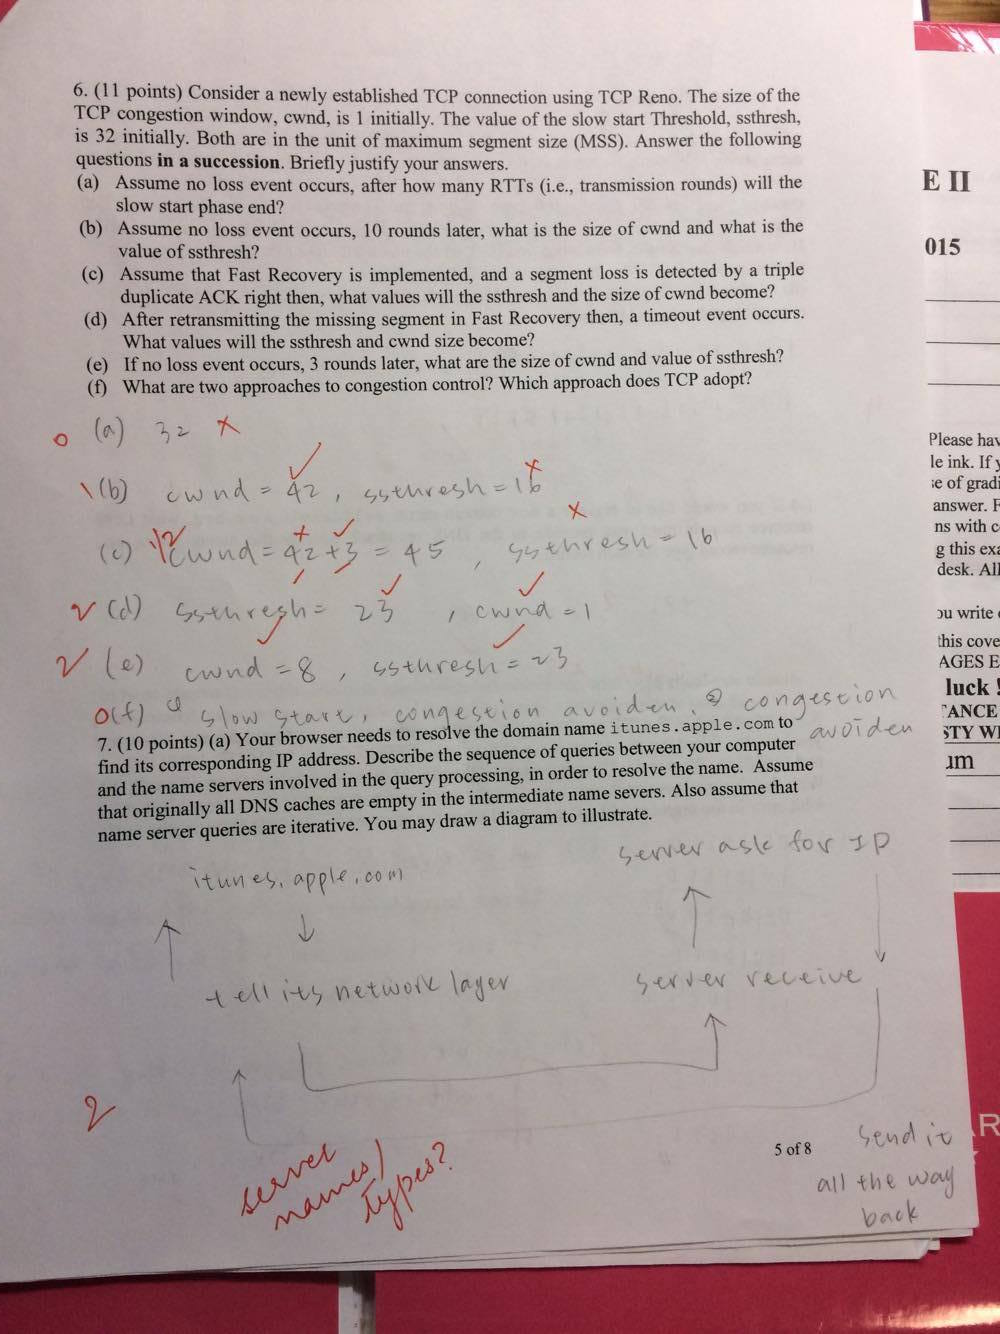 6. (11 points) Consider a newly established TCP connection using TCP Reno. The size of the
TCP congestion window, cwnd, is 1 initially. The value of the slow start Threshold, ssthresh,
is 32 initially. Both are in the unit of maximum segment size (MSS). Answer the following
questions in a succession. Briefly justify your answers.
(a) Assume no loss event occurs, after how many RTTs (i.e., transmission rounds) will the
slow start phase end?
(b) Assume no loss event occurs, 10 rounds later, what is the size of cwnd and what is the
value of ssthresh?
(c) Assume that Fast Recovery is implemented, and a segment loss is detected by a triple
duplicate ACK right then, what values will the ssthresh and the size of cwnd become?
(d) After retransmitting the missing segment in Fast Recovery then, a timeout event occurs.
What values will the ssthresh and cwnd size become?
(e) If no loss event occurs, 3 rounds later, what are the size of cwnd and value of ssthresh?
(f) What are two approaches to congestion control? Which approach does TCP adopt?
0 (a) 32 ×
1 (b) cwnd = 42, ssthresh = 16
(c) cwnd = 42+3 = 45, ssthresh = 16
2 (d) ssthresh = 23, cwnd = 1
2 (e) cwnd = 8, ssthresh = 23
0 (f) ① slow start, congestion avoiden. ② congestion
avoiden
7. (10 points) (a) Your browser needs to resolve the domain name itunes.apple.com to
find its corresponding IP address. Describe the sequence of queries between your computer
and the name servers involved in the query processing, in order to resolve the name. Assume
that originally all DNS caches are empty in the intermediate name severs. Also assume that
name server queries are iterative. You may draw a diagram to illustrate.
server ask for IP
itunes.apple.com
tell its network layer
server receive
2
server
names/
types?
5 of 8
send it
all the way
back
E II
015
Please hav
le ink. If y
se of gradi
answer. F
ns with c
g this exa
desk. All
ou write
this cove
AGES E
luck !
TANCE
STY WI
um
R